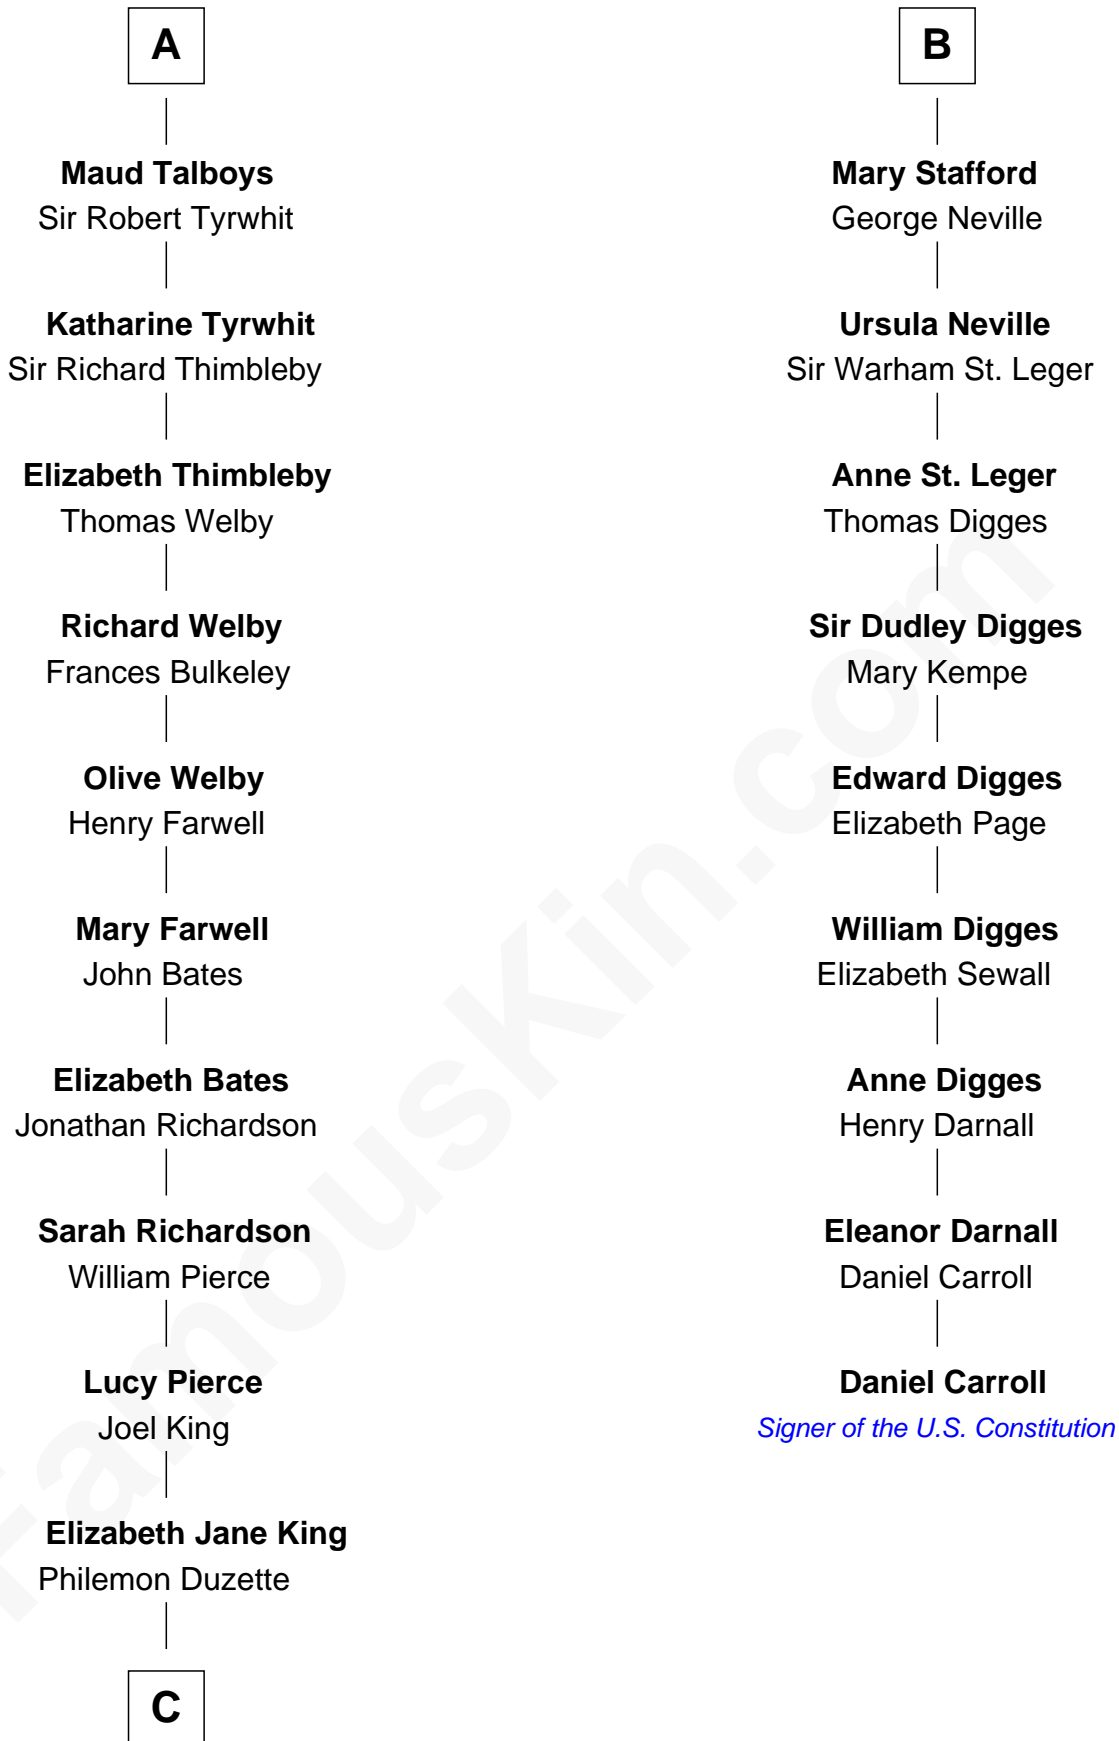 A
Maud Talboys
Sir Robert Tyrwhit
Katharine Tyrwhit
Sir Richard Thimbleby
Elizabeth Thimbleby
Thomas Welby
Richard Welby
Frances Bulkeley
Olive Welby
Henry Farwell
Mary Farwell
John Bates
Elizabeth Bates
Jonathan Richardson
Sarah Richardson
William Pierce
Lucy Pierce
Joel King
Elizabeth Jane King
Philemon Duzette
C
B
Mary Stafford
George Neville
Ursula Neville
Sir Warham St. Leger
Anne St. Leger
Thomas Digges
Sir Dudley Digges
Mary Kempe
Edward Digges
Elizabeth Page
William Digges
Elizabeth Sewall
Anne Digges
Henry Darnall
Eleanor Darnall
Daniel Carroll
Daniel Carroll
Signer of the U.S. Constitution
FamousKin.com